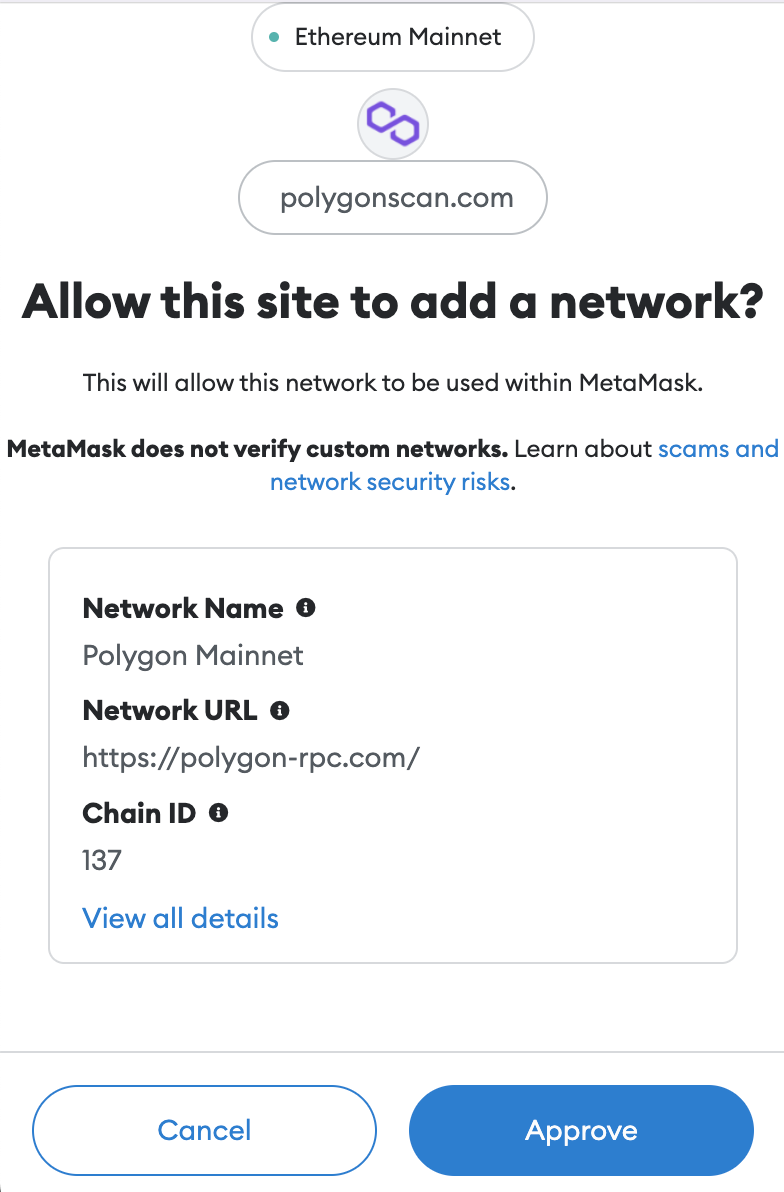 Ethereum Mainnet
polygonscan.com
Allow this site to add a network?
This will allow this network to be used within MetaMask.
MetaMask does not verify custom networks. Learn about scams and
network security risks.
Network Name
Polygon Mainnet
Network URL
https://polygon-rpc.com/
Chain ID
137
View all details
Cancel
Approve